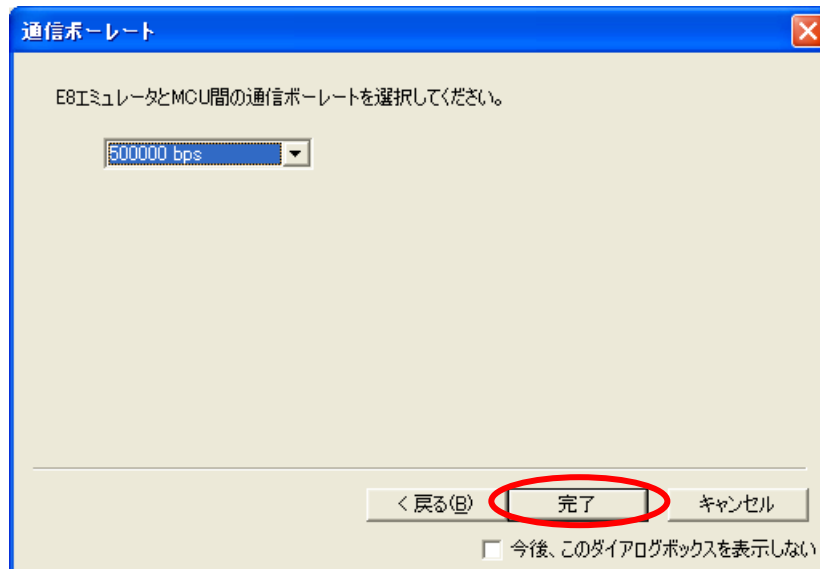 通信ボーレート
E8エミュレータとMCU間の通信ボーレートを選択してください。
500000 bps
< 戻る(B) 完了 キャンセル
今後、このダイアログボックスを表示しない